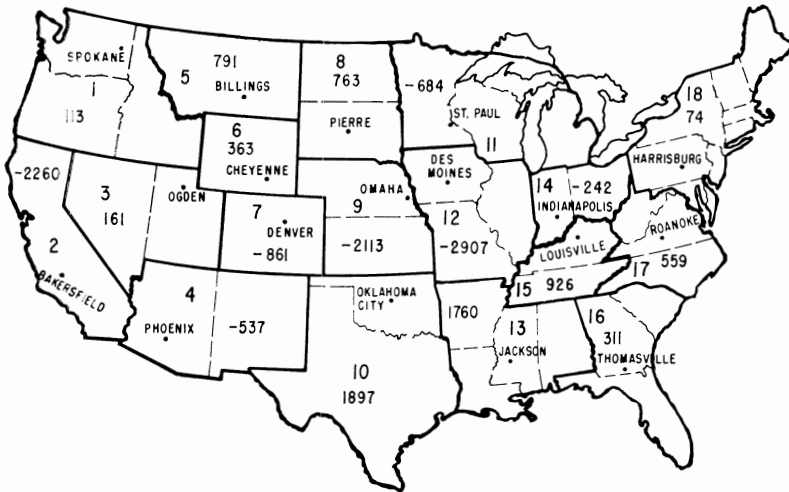 SPOKANE
1
113
5
791
BILLINGS
8
763
PIERRE
-684
ST. PAUL
11
18
74
HARRISBURG
6
363
CHEYENNE
-2260
3
161
OGDEN
7
DENVER
-861
OMAHA
9
-2113
DES
MOINES
12
-2907
14
-242
INDIANAPOLIS
LOUISVILLE
ROANOKE
17
559
2
BAKERSFIELD
4
PHOENIX
-537
OKLAHOMA
CITY
10
1897
1760
15
926
13
JACKSON
16
311
THOMASVILLE